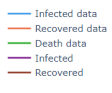 Infected data
Recovered data
Death data
Infected
Recovered